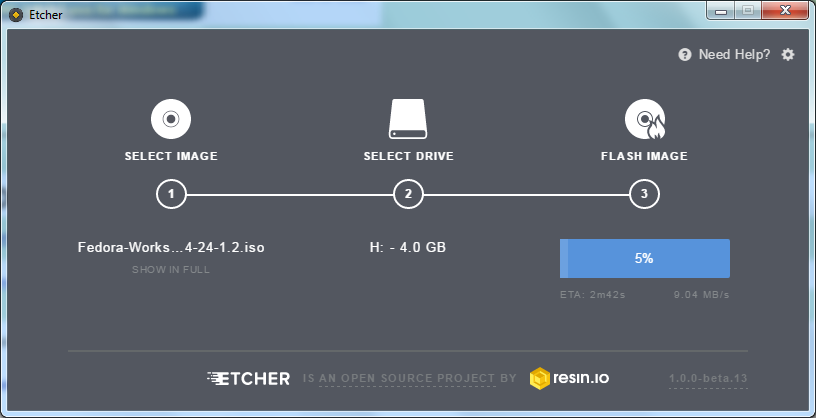 Etcher
Need Help?
SELECT IMAGE
SELECT DRIVE
FLASH IMAGE
1
2
3
Fedora-Works...4-24-1.2.iso
H: - 4.0 GB
5%
SHOW IN FULL
ETA: 2m42s
9.04 MB/s
ETCHER IS AN OPEN SOURCE PROJECT BY resin.io 1.0.0-beta.13